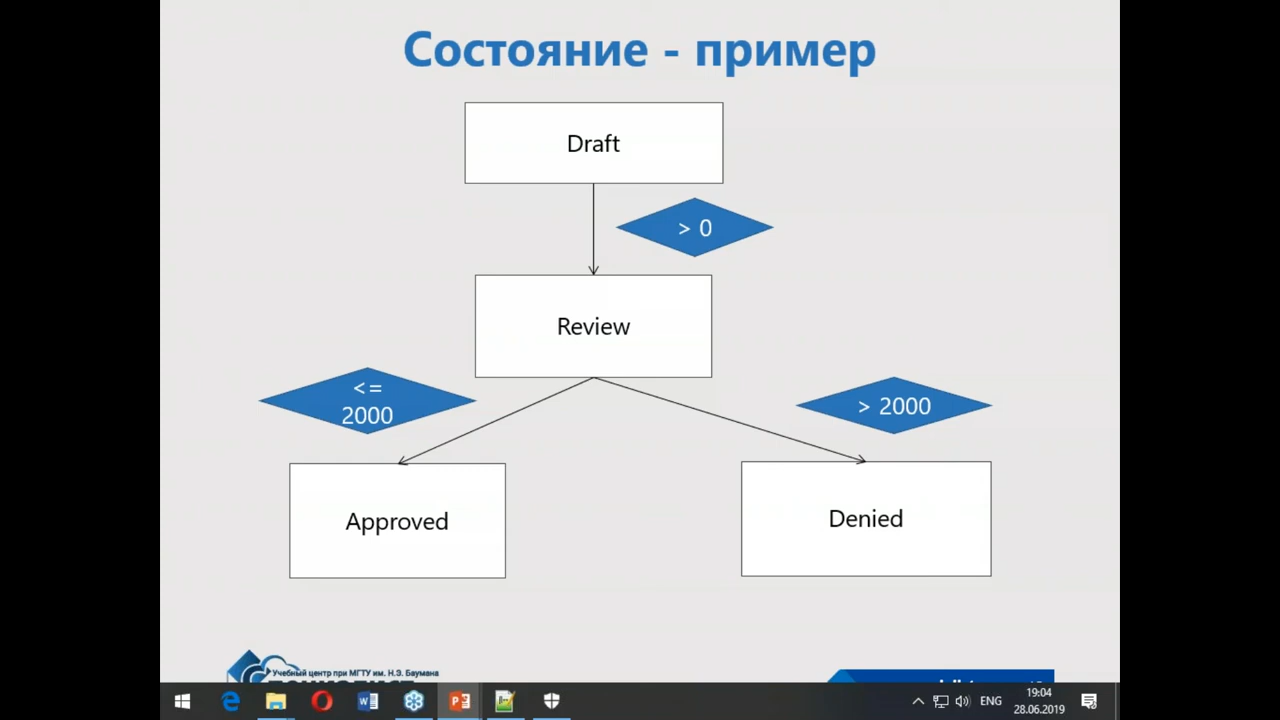 Состояние - пример
Draft
> 0
Review
<=
2000
> 2000
Approved
Denied
Учебный центр при МГТУ им. Н.Э. Баумана
ENG
19:04
28.06.2019